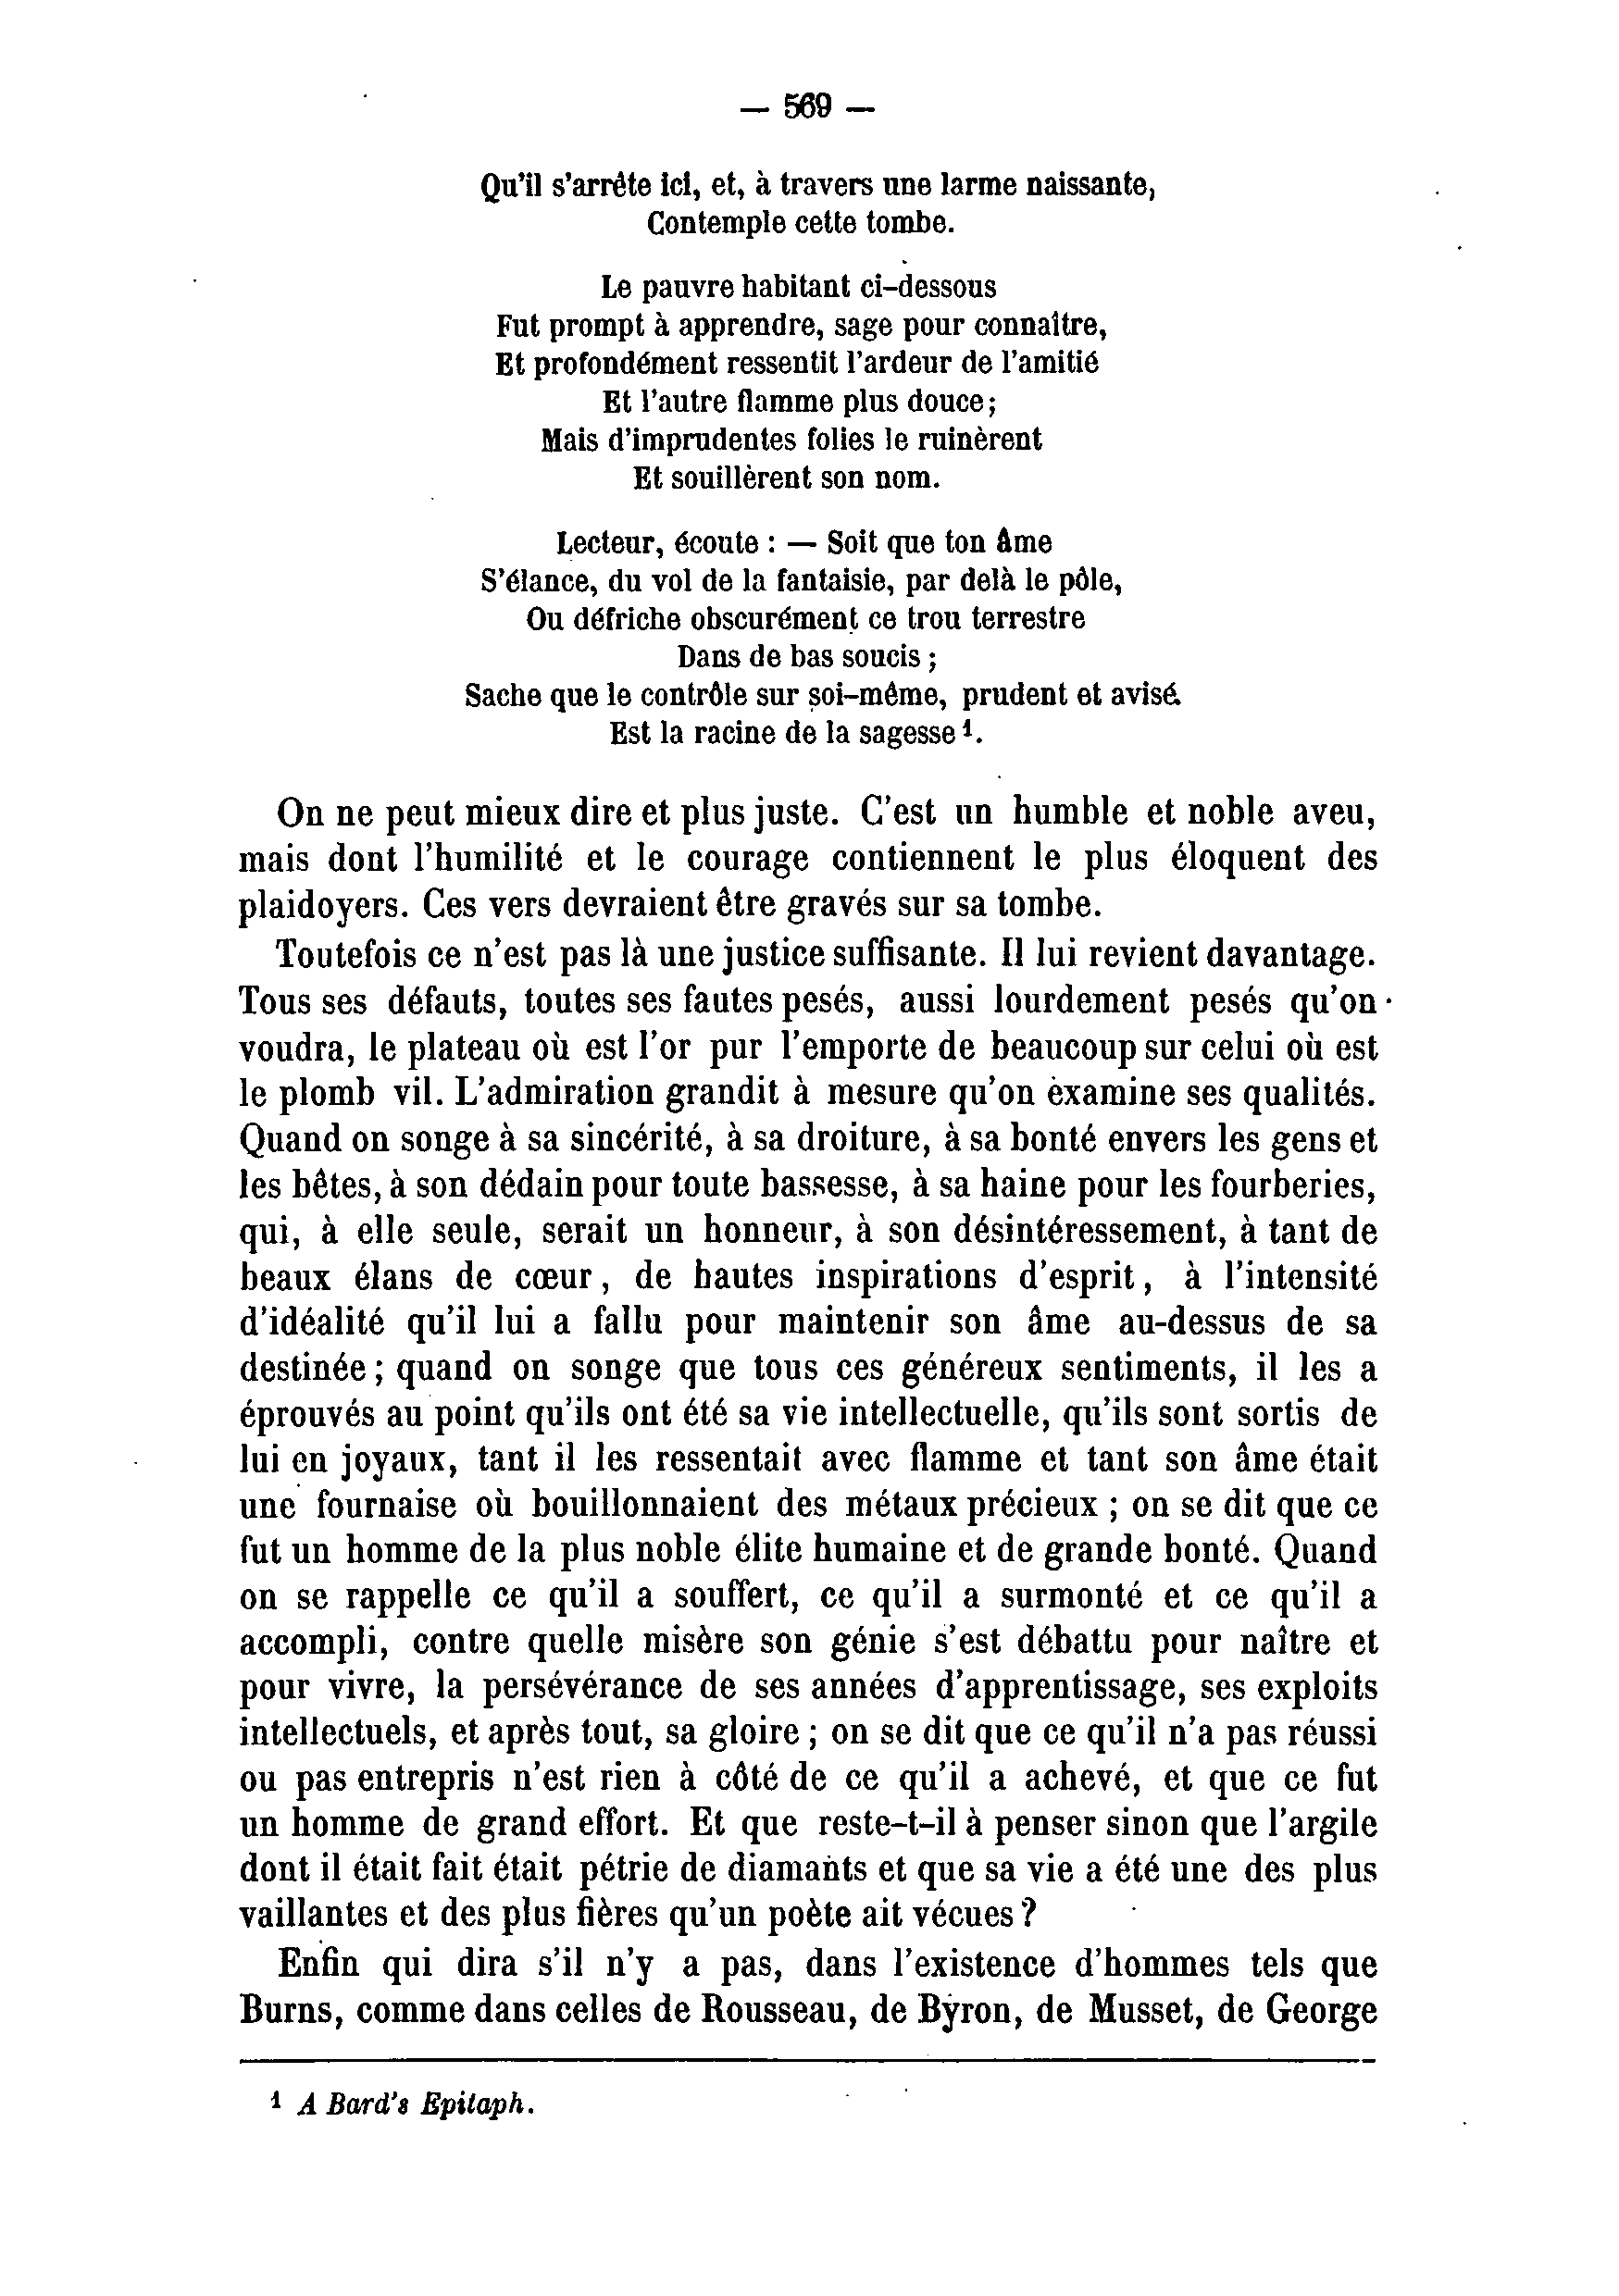 — 569 —
Qu'il s'arrête ici, et, à travers une larme naissante,
Contemple cette tombe.
Le pauvre habitant ci-dessous
Fut prompt à apprendre, sage pour connaître,
Et profondément ressentit l'ardeur de l'amitié
Et l'autre flamme plus douce;
Mais d'imprudentes folies le ruinèrent
Et souillèrent son nom.
Lecteur, écoute : — Soit que ton âme
S'élance, du vol de la fantaisie, par delà le pôle,
Ou défriche obscurément ce trou terrestre
Dans de bas soucis ;
Sache que le contrôle sur soi-même, prudent et avisé
Est la racine de la sagesse ¹.
On ne peut mieux dire et plus juste. C'est un humble et noble aveu,
mais dont l'humilité et le courage contiennent le plus éloquent des
plaidoyers. Ces vers devraient être gravés sur sa tombe.
Toutefois ce n'est pas là une justice suffisante. Il lui revient davantage.
Tous ses défauts, toutes ses fautes pesés, aussi lourdement pesés qu'on
voudra, le plateau où est l'or pur l'emporte de beaucoup sur celui où est
le plomb vil. L'admiration grandit à mesure qu'on examine ses qualités.
Quand on songe à sa sincérité, à sa droiture, à sa bonté envers les gens et
les bêtes, à son dédain pour toute bassesse, à sa haine pour les fourberies,
qui, à elle seule, serait un honneur, à son désintéressement, à tant de
beaux élans de cœur, de hautes inspirations d'esprit, à l'intensité
d'idéalité qu'il lui a fallu pour maintenir son âme au-dessus de sa
destinée ; quand on songe que tous ces généreux sentiments, il les a
éprouvés au point qu'ils ont été sa vie intellectuelle, qu'ils sont sortis de
lui en joyaux, tant il les ressentait avec flamme et tant son âme était
une fournaise où bouillonnaient des métaux précieux ; on se dit que ce
fut un homme de la plus noble élite humaine et de grande bonté. Quand
on se rappelle ce qu'il a souffert, ce qu'il a surmonté et ce qu'il a
accompli, contre quelle misère son génie s'est débattu pour naître et
pour vivre, la persévérance de ses années d'apprentissage, ses exploits
intellectuels, et après tout, sa gloire ; on se dit que ce qu'il n'a pas réussi
ou pas entrepris n'est rien à côté de ce qu'il a achevé, et que ce fut
un homme de grand effort. Et que reste-t-il à penser sinon que l'argile
dont il était fait était pétrie de diamants et que sa vie a été une des plus
vaillantes et des plus fières qu'un poète ait vécues ?
Enfin qui dira s'il n'y a pas, dans l'existence d'hommes tels que
Burns, comme dans celles de Rousseau, de Byron, de Musset, de George
¹ A Bard's Epitaph.